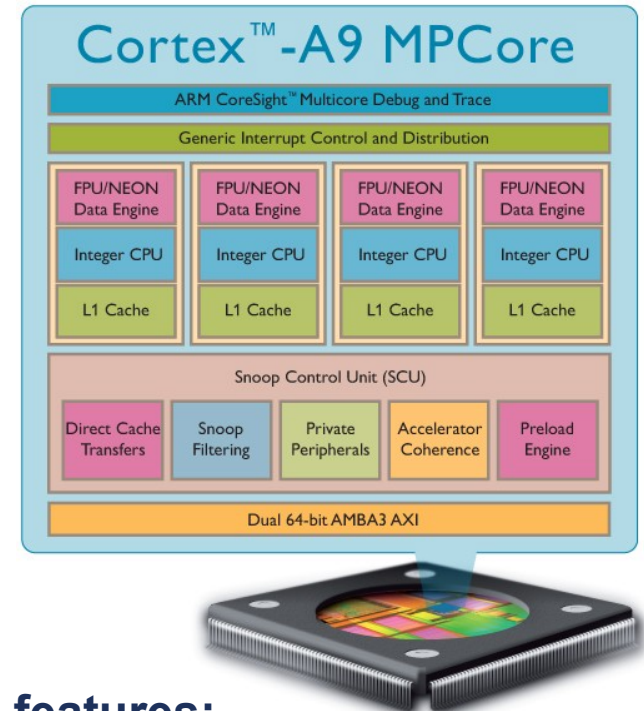 Cortex™-A9 MPCore
ARM CoreSight™ Multicore Debug and Trace
Generic Interrupt Control and Distribution
FPU/NEON FPU/NEON FPU/NEON FPU/NEON
Data Engine Data Engine Data Engine Data Engine
Integer CPU Integer CPU Integer CPU Integer CPU
L1 Cache L1 Cache L1 Cache L1 Cache
Snoop Control Unit (SCU)
Direct Cache Snoop Private Accelerator Preload
Transfers Filtering Peripherals Coherence Engine
Dual 64-bit AMBA3 AXI
features: